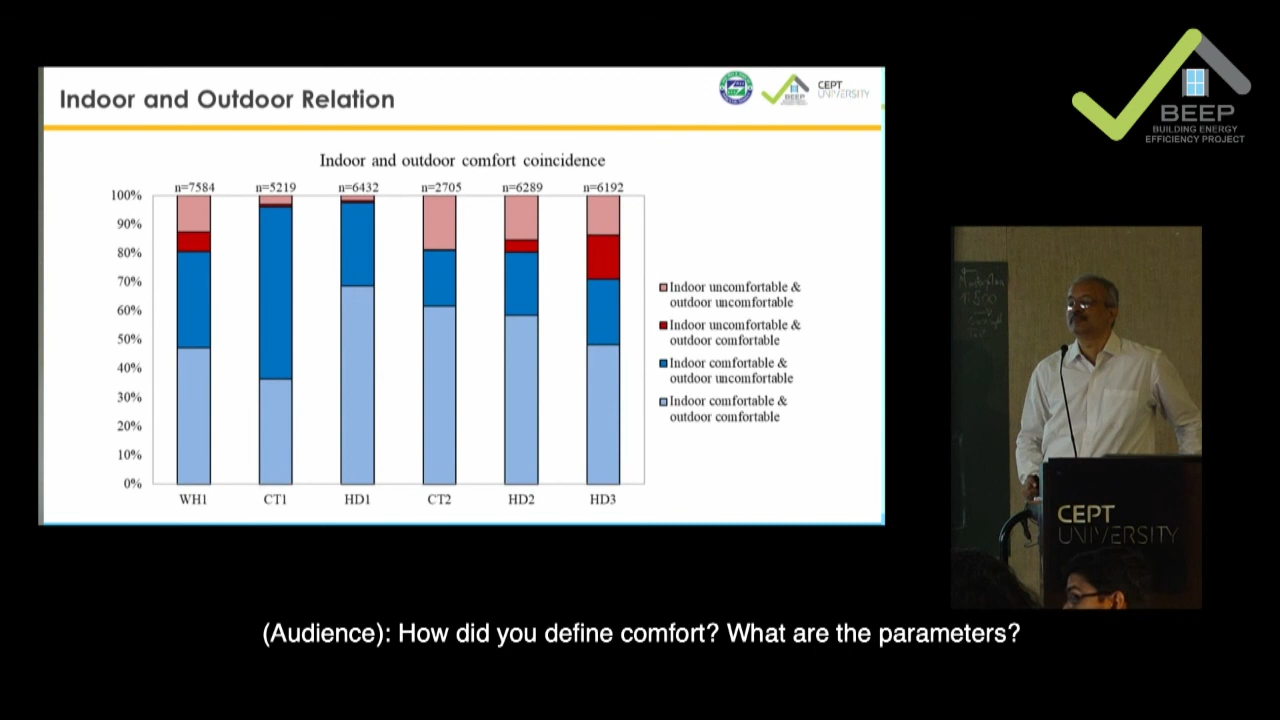 Indoor and Outdoor Relation
BEEP
CEPT
UNIVERSITY
Indoor and outdoor comfort coincidence
n=7584
n=5219
n=6432
n=2705
n=6289
n=6192
100%
90%
80%
70%
60%
50%
40%
30%
20%
10%
0%
WH1
CT1
HD1
CT2
HD2
HD3
Indoor uncomfortable &
outdoor uncomfortable
Indoor uncomfortable &
outdoor comfortable
Indoor comfortable &
outdoor uncomfortable
Indoor comfortable &
outdoor comfortable
BEEP
BUILDING ENERGY
EFFICIENCY PROJECT
1:500
CEPT
UNIVERSITY
(Audience): How did you define comfort? What are the parameters?